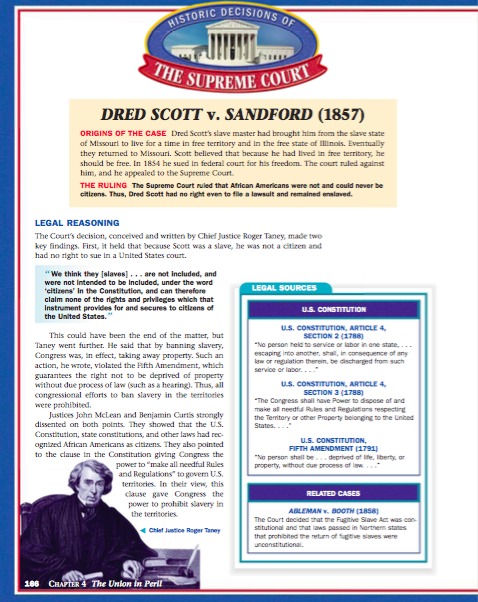 HISTORIC DECISIONS OF
THE SUPREME COURT
DRED SCOTT v. SANDFORD (1857)
ORIGINS OF THE CASE Dred Scott's slave master had brought him from the slave state
of Missouri to live for a time in free territory and in the free state of Illinois. Eventually
they returned to Missouri. Scott believed that because he had lived in free territory, he
should be free. In 1854 he sued in federal court for his freedom. The court ruled against
him, and he appealed to the Supreme Court.
THE RULING The Supreme Court ruled that African Americans were not and could never be
citizens. Thus, Dred Scott had no right even to file a lawsuit and remained enslaved.
LEGAL REASONING
The Court's decision, conceived and written by Chief Justice Roger Taney, made two
key findings. First, it held that because Scott was a slave, he was not a citizen and
had no right to sue in a United States court.
"We think they [slaves] . . . are not included, and
were not intended to be included, under the word
'citizens' in the Constitution, and can therefore
claim none of the rights and privileges which that
instrument provides for and secures to citizens of
the United States."
This could have been the end of the matter, but
Taney went further. He said that by banning slavery,
Congress was, in effect, taking away property. Such an
action, he wrote, violated the Fifth Amendment, which
guarantees the right not to be deprived of property
without due process of law (such as a hearing). Thus, all
congressional efforts to ban slavery in the territories
were prohibited.
Justices John McLean and Benjamin Curtis strongly
dissented on both points. They showed that the U.S.
Constitution, state constitutions, and other laws had rec-
ognized African Americans as citizens. They also pointed
to the clause in the Constitution giving Congress the
power to "make all needful Rules
and Regulations" to govern U.S.
territories. In their view, this
clause gave Congress the
power to prohibit slavery in
the territories.
◄ Chief Justice Roger Taney
LEGAL SOURCES
U.S. CONSTITUTION
U.S. CONSTITUTION, ARTICLE 4,
SECTION 2 (1788)
"No person held to service or labor in one state, . . .
escaping into another, shall, in consequence of any
law or regulation therein, be discharged from such
service or labor. . . ."
U.S. CONSTITUTION, ARTICLE 4,
SECTION 3 (1788)
"The Congress shall have Power to dispose of and
make all needful Rules and Regulations respecting
the Territory or other Property belonging to the United
States. . . ."
U.S. CONSTITUTION,
FIFTH AMENDMENT (1791)
"No person shall be . . . deprived of life, liberty, or
property, without due process of law. . . ."
RELATED CASES
ABLEMAN v. BOOTH (1858)
The Court decided that the Fugitive Slave Act was con-
stitutional and that laws passed in Northern states
that prohibited the return of fugitive slaves were
unconstitutional.
166 CHAPTER 4 The Union in Peril